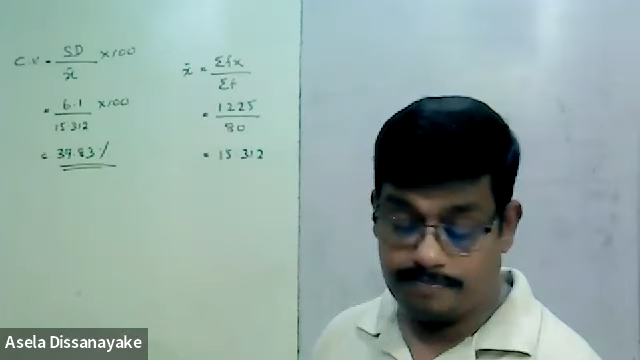 C.V = SD/x̄ ×100
= 6.1/15.312 ×100
= 39.83%
x̄ = Σfx/Σf
= 1225/80
= 15.312
Asela Dissanayake